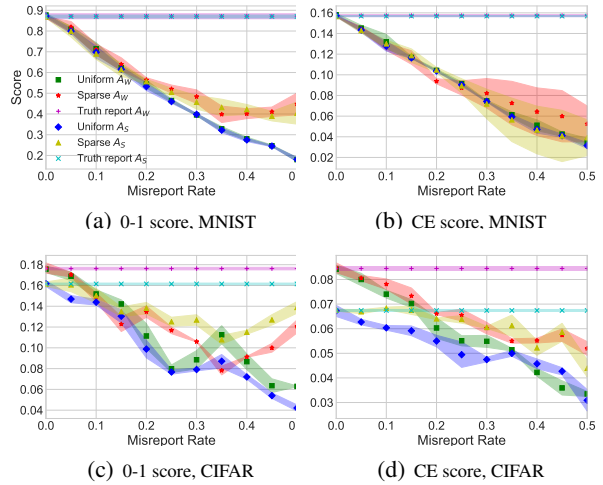 0.9
0.8
0.7
0.6
0.5
0.4
0.3
0.2
Score
Uniform A_W
Sparse A_W
Truth report A_W
Uniform A_S
Sparse A_S
Truth report A_S
0.0 0.1 0.2 0.3 0.4 0.5
Misreport Rate
(a) 0-1 score, MNIST
0.16
0.14
0.12
0.10
0.08
0.06
0.04
0.02
0.0 0.1 0.2 0.3 0.4 0.5
Misreport Rate
(b) CE score, MNIST
0.18
0.16
0.14
0.12
0.10
0.08
0.06
0.04
0.0 0.1 0.2 0.3 0.4 0.5
Misreport Rate
(c) 0-1 score, CIFAR
0.08
0.07
0.06
0.05
0.04
0.03
0.0 0.1 0.2 0.3 0.4 0.5
Misreport Rate
(d) CE score, CIFAR